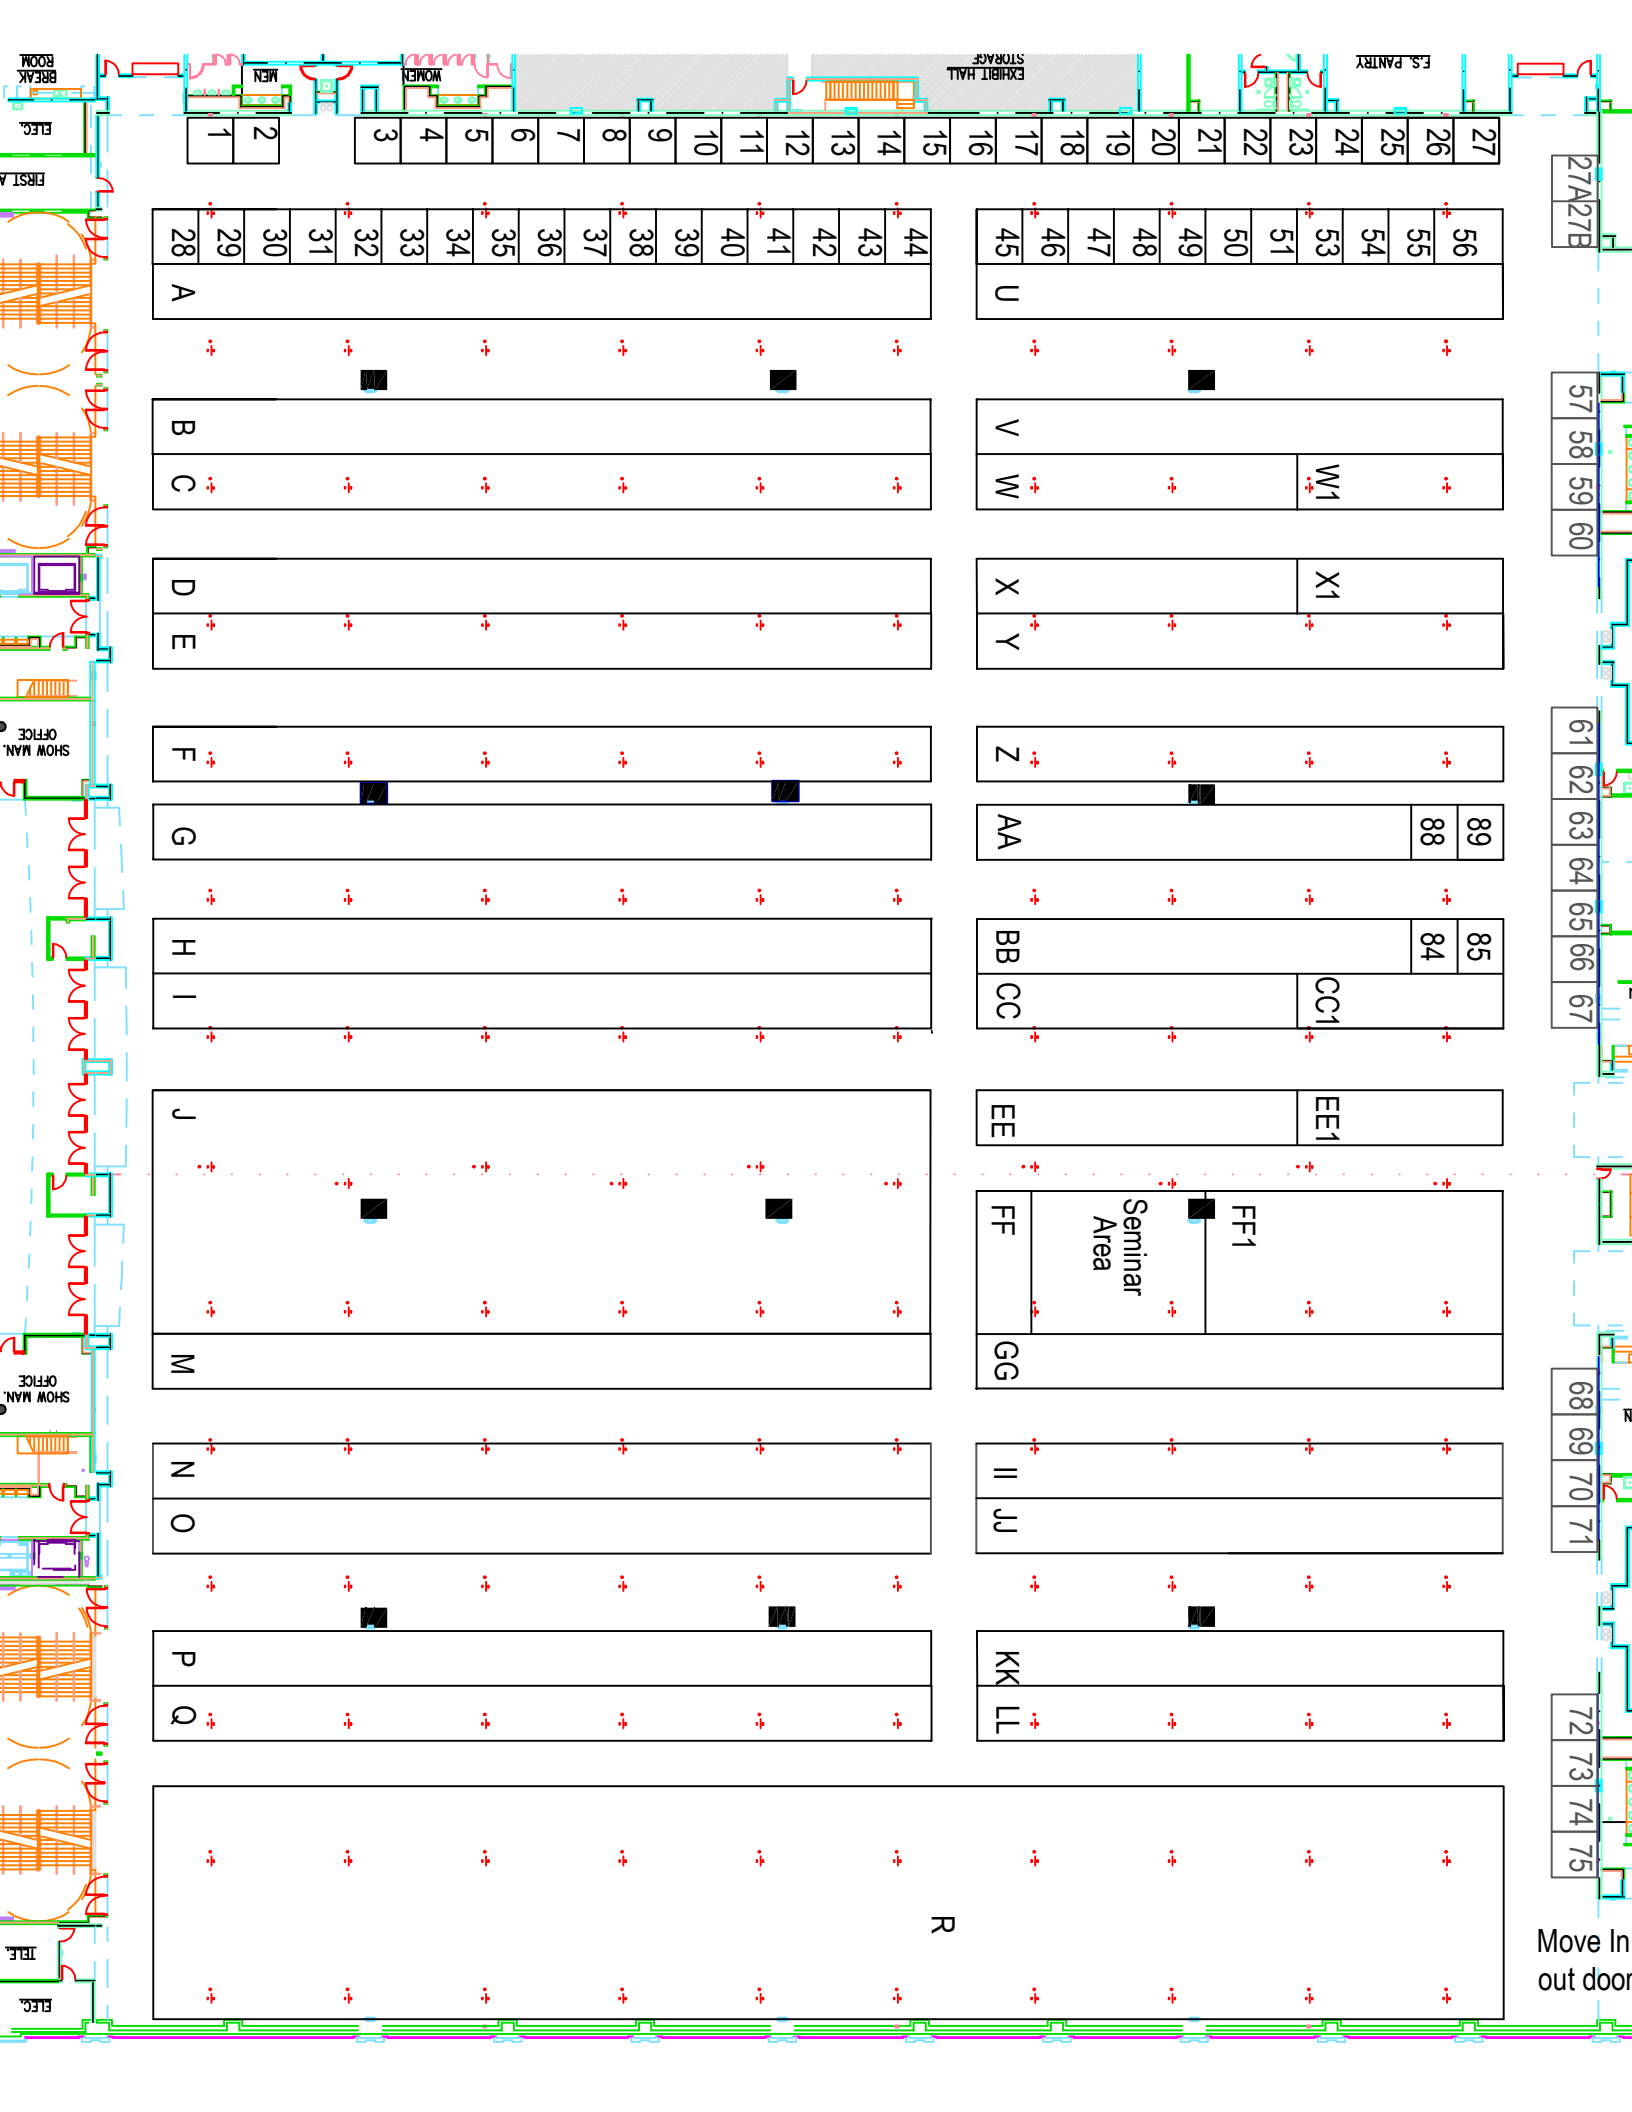 BREAK
ROOM
MEN
WOMEN
EXHIBIT HALL
STORAGE
F.S. PANTRY
ELEC.
FIRST A
1 2 3 4 5 6 7 8 9 10 11 12 13 14 15 16 17 18 19 20 21 22 23 24 25 26 27
27A 27B
28 29 30 31 32 33 34 35 36 37 38 39 40 41 42 43 44
45 46 47 48 49 50 51 53 54 55 56
A
U
B
V
57
58
59
60
C
W
W1
D
X
X1
E
Y
SHOW MAN.
OFFICE
F
Z
61
62
63
64
65
66
67
G
AA
88
89
H
BB
84
85
I
CC
CC1
J
EE
EE1
FF
Seminar
Area
FF1
M
GG
SHOW MAN.
OFFICE
68
69
70
71
N
II
O
JJ
P
KK
Q
LL
72
73
74
75
R
TELE.
ELEC.
Move In
out door